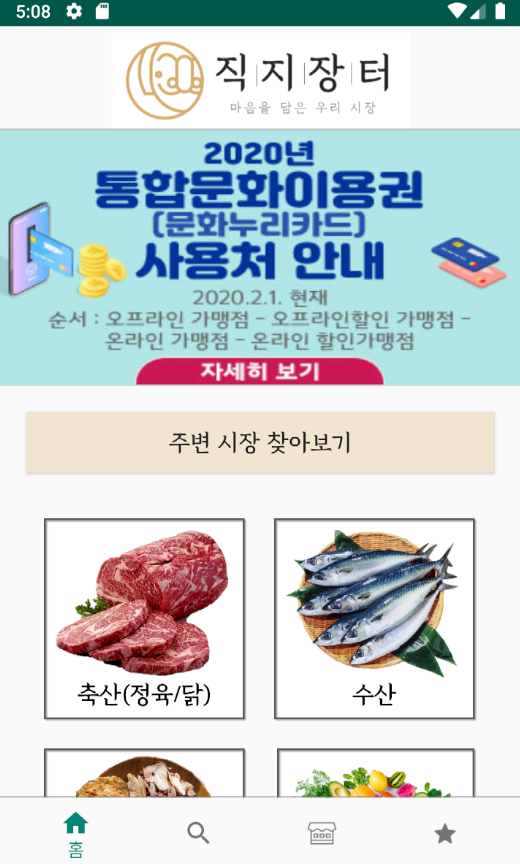 5:08
직지장터
마음을 담은 우리 시장
2020년
통합문화이용권
(문화누리카드)
사용처 안내
2020.2.1. 현재
순서 : 오프라인 가맹점 - 오프라인할인 가맹점 -
온라인 가맹점 - 온라인 할인가맹점
자세히 보기
주변 시장 찾아보기
축산(정육/닭)
수산
홈